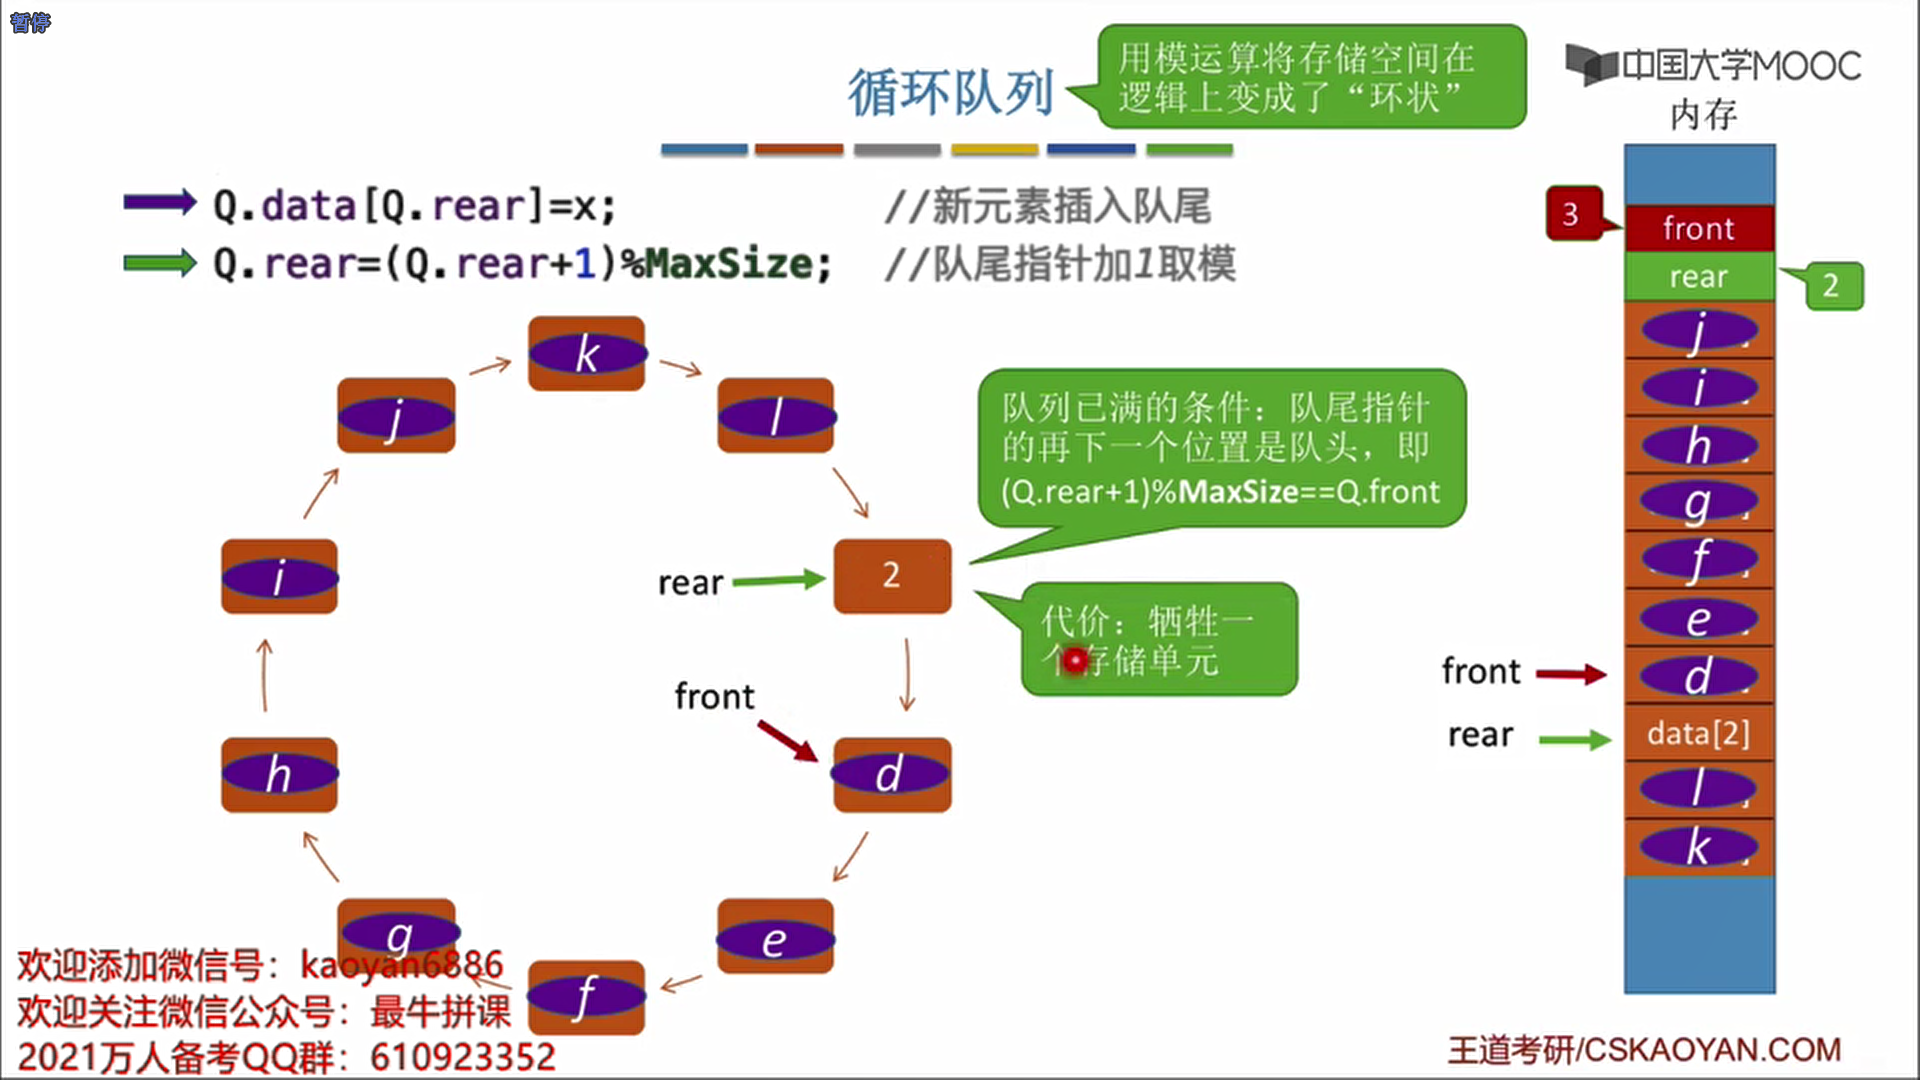 暂停
循环队列
用模运算将存储空间在
逻辑上变成了“环状”
中国大学MOOC
内存
Q.data[Q.rear]=x; //新元素插入队尾
Q.rear=(Q.rear+1)%MaxSize; //队尾指针加1取模
3
front
rear
2
k
j
l
i
2
rear
h
front
d
g
e
f
队列已满的条件：队尾指针
的再下一个位置是队头，即
(Q.rear+1)%MaxSize==Q.front
代价：牺牲一
个存储单元
j
i
h
g
f
e
front
d
rear
data[2]
l
k
欢迎添加微信号：kaoyan6886
欢迎关注微信公众号：最牛拼课
2021万人备考QQ群：610923352
王道考研/CSKAOYAN.COM